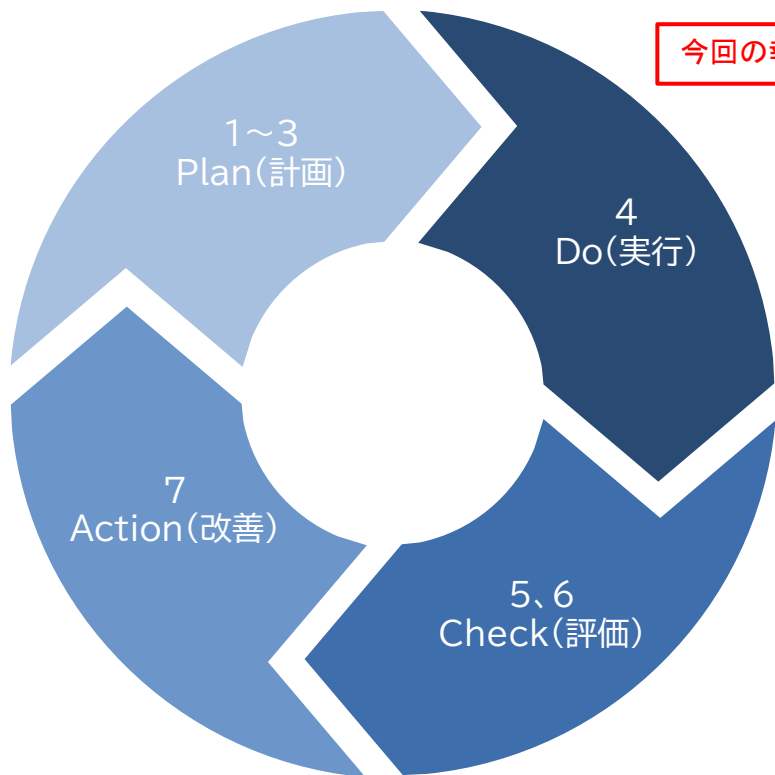 今回の
1～3
Plan(計画)
4
Do(実行)
7
Action(改善)
5、6
Check(評価)